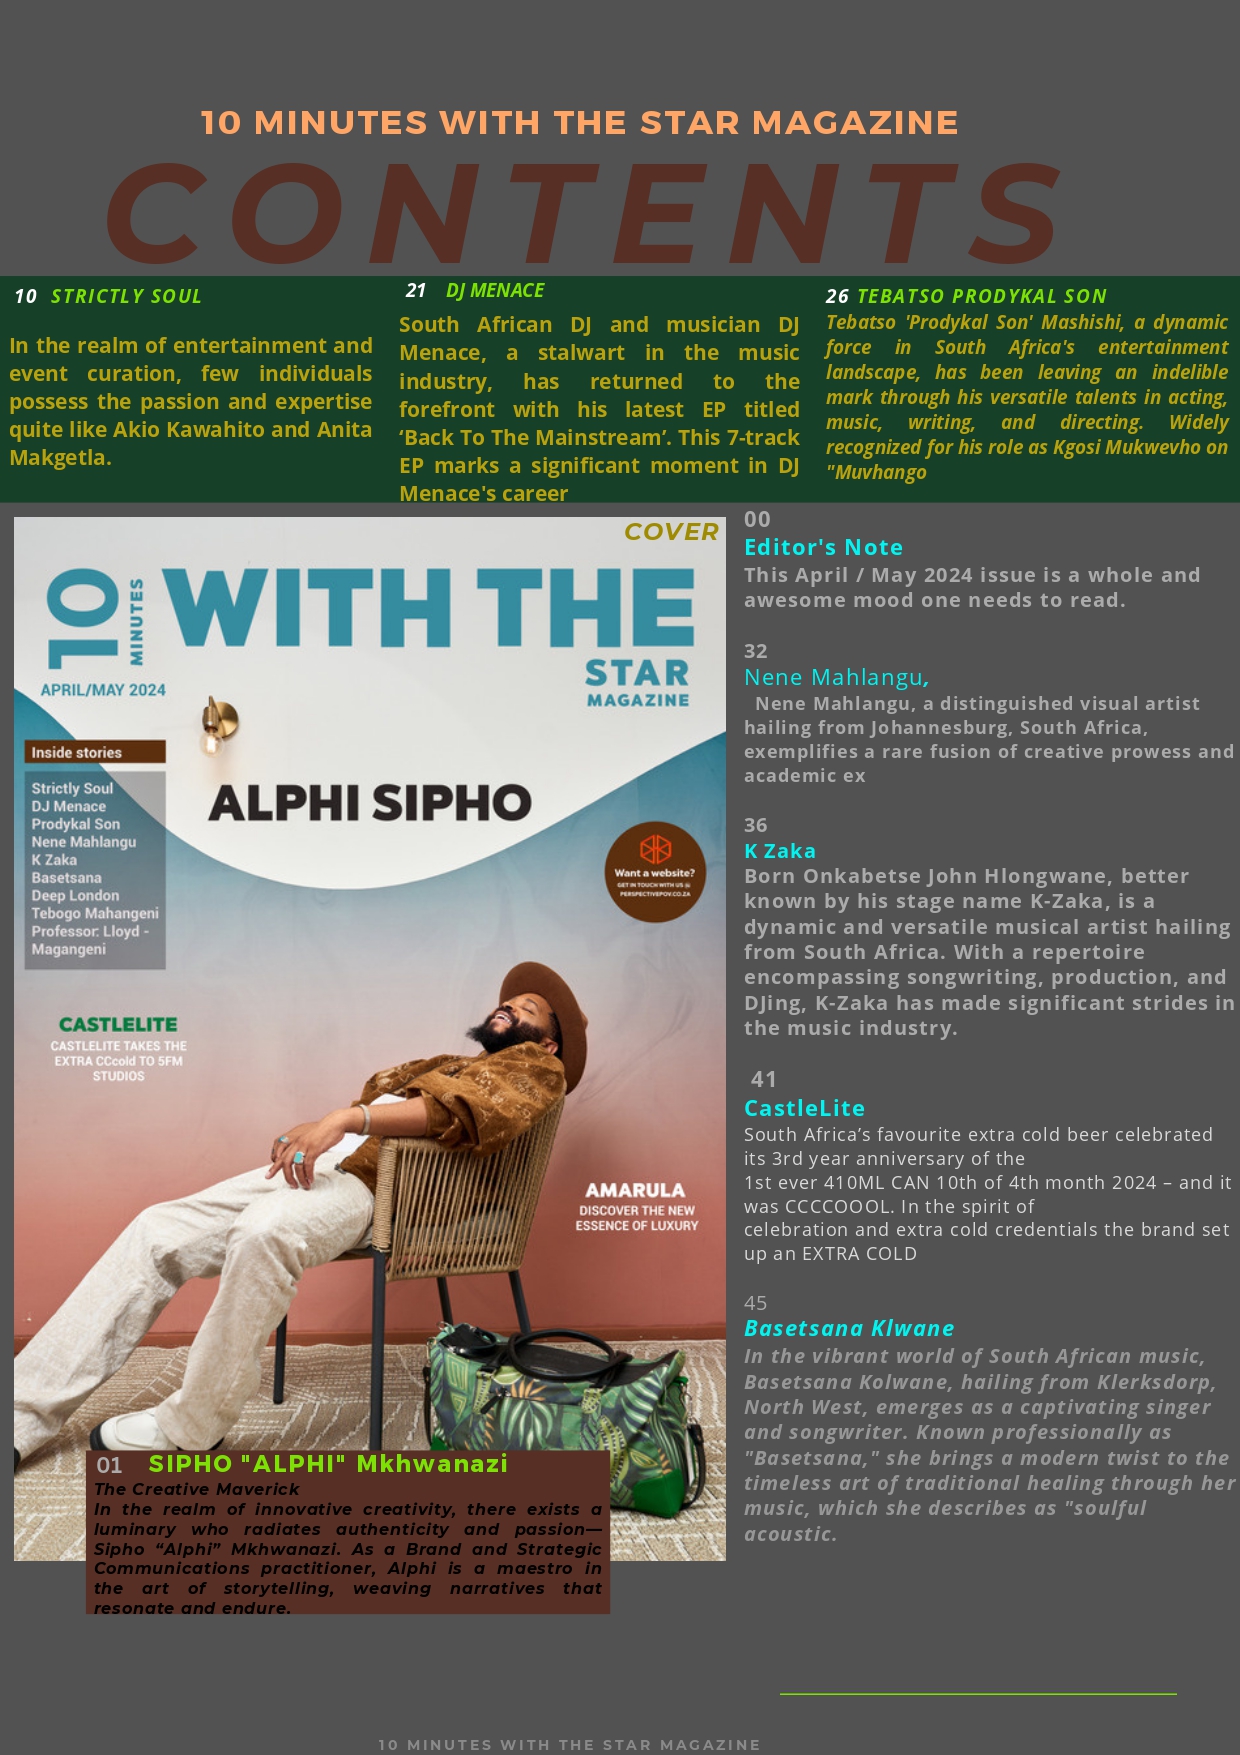 10 MINUTES WITH THE STAR MAGAZINE
CONTENTS
10 STRICTLY SOUL
In the realm of entertainment and
event curation, few individuals
possess the passion and expertise
quite like Akio Kawahito and Anita
Makgetla.
21 DJ MENACE
South African DJ and musician DJ
Menace, a stalwart in the music
industry, has returned to the
forefront with his latest EP titled
‘Back To The Mainstream’. This 7-track
EP marks a significant moment in DJ
Menace's career
26 TEBATSO PRODYKAL SON
Tebatso 'Prodykal Son' Mashishi, a dynamic
force in South Africa's entertainment
landscape, has been leaving an indelible
mark through his versatile talents in acting,
music, writing, and directing. Widely
recognized for his role as Kgosi Mukwevho on
"Muvhango
COVER
10 MINUTES WITH THE
STAR
MAGAZINE
APRIL/MAY 2024
Inside stories
Strictly Soul
DJ Menace
Prodykal Son
Nene Mahlangu
K Zaka
Basetsana
Deep London
Tebogo Mahangeni
Professor: Lloyd -
Magangeni
ALPHI SIPHO
Want a website?
GET IN TOUCH WITH US @
PERSPECTIVEPOV.CO.ZA
CASTLELITE
CASTLELITE TAKES THE
EXTRA CCcold TO 5FM
STUDIOS
AMARULA
DISCOVER THE NEW
ESSENCE OF LUXURY
01 SIPHO "ALPHI" Mkhwanazi
The Creative Maverick
In the realm of innovative creativity, there exists a
luminary who radiates authenticity and passion—
Sipho “Alphi” Mkhwanazi. As a Brand and Strategic
Communications practitioner, Alphi is a maestro in
the art of storytelling, weaving narratives that
resonate and endure.
00
Editor's Note
This April / May 2024 issue is a whole and
awesome mood one needs to read.
32
Nene Mahlangu,
Nene Mahlangu, a distinguished visual artist
hailing from Johannesburg, South Africa,
exemplifies a rare fusion of creative prowess and
academic ex
36
K Zaka
Born Onkabetse John Hlongwane, better
known by his stage name K-Zaka, is a
dynamic and versatile musical artist hailing
from South Africa. With a repertoire
encompassing songwriting, production, and
DJing, K-Zaka has made significant strides in
the music industry.
41
CastleLite
South Africa’s favourite extra cold beer celebrated
its 3rd year anniversary of the
1st ever 410ML CAN 10th of 4th month 2024 – and it
was CCCCOOOL. In the spirit of
celebration and extra cold credentials the brand set
up an EXTRA COLD
45
Basetsana Klwane
In the vibrant world of South African music,
Basetsana Kolwane, hailing from Klerksdorp,
North West, emerges as a captivating singer
and songwriter. Known professionally as
"Basetsana," she brings a modern twist to the
timeless art of traditional healing through her
music, which she describes as "soulful
acoustic.
10 MINUTES WITH THE STAR MAGAZINE